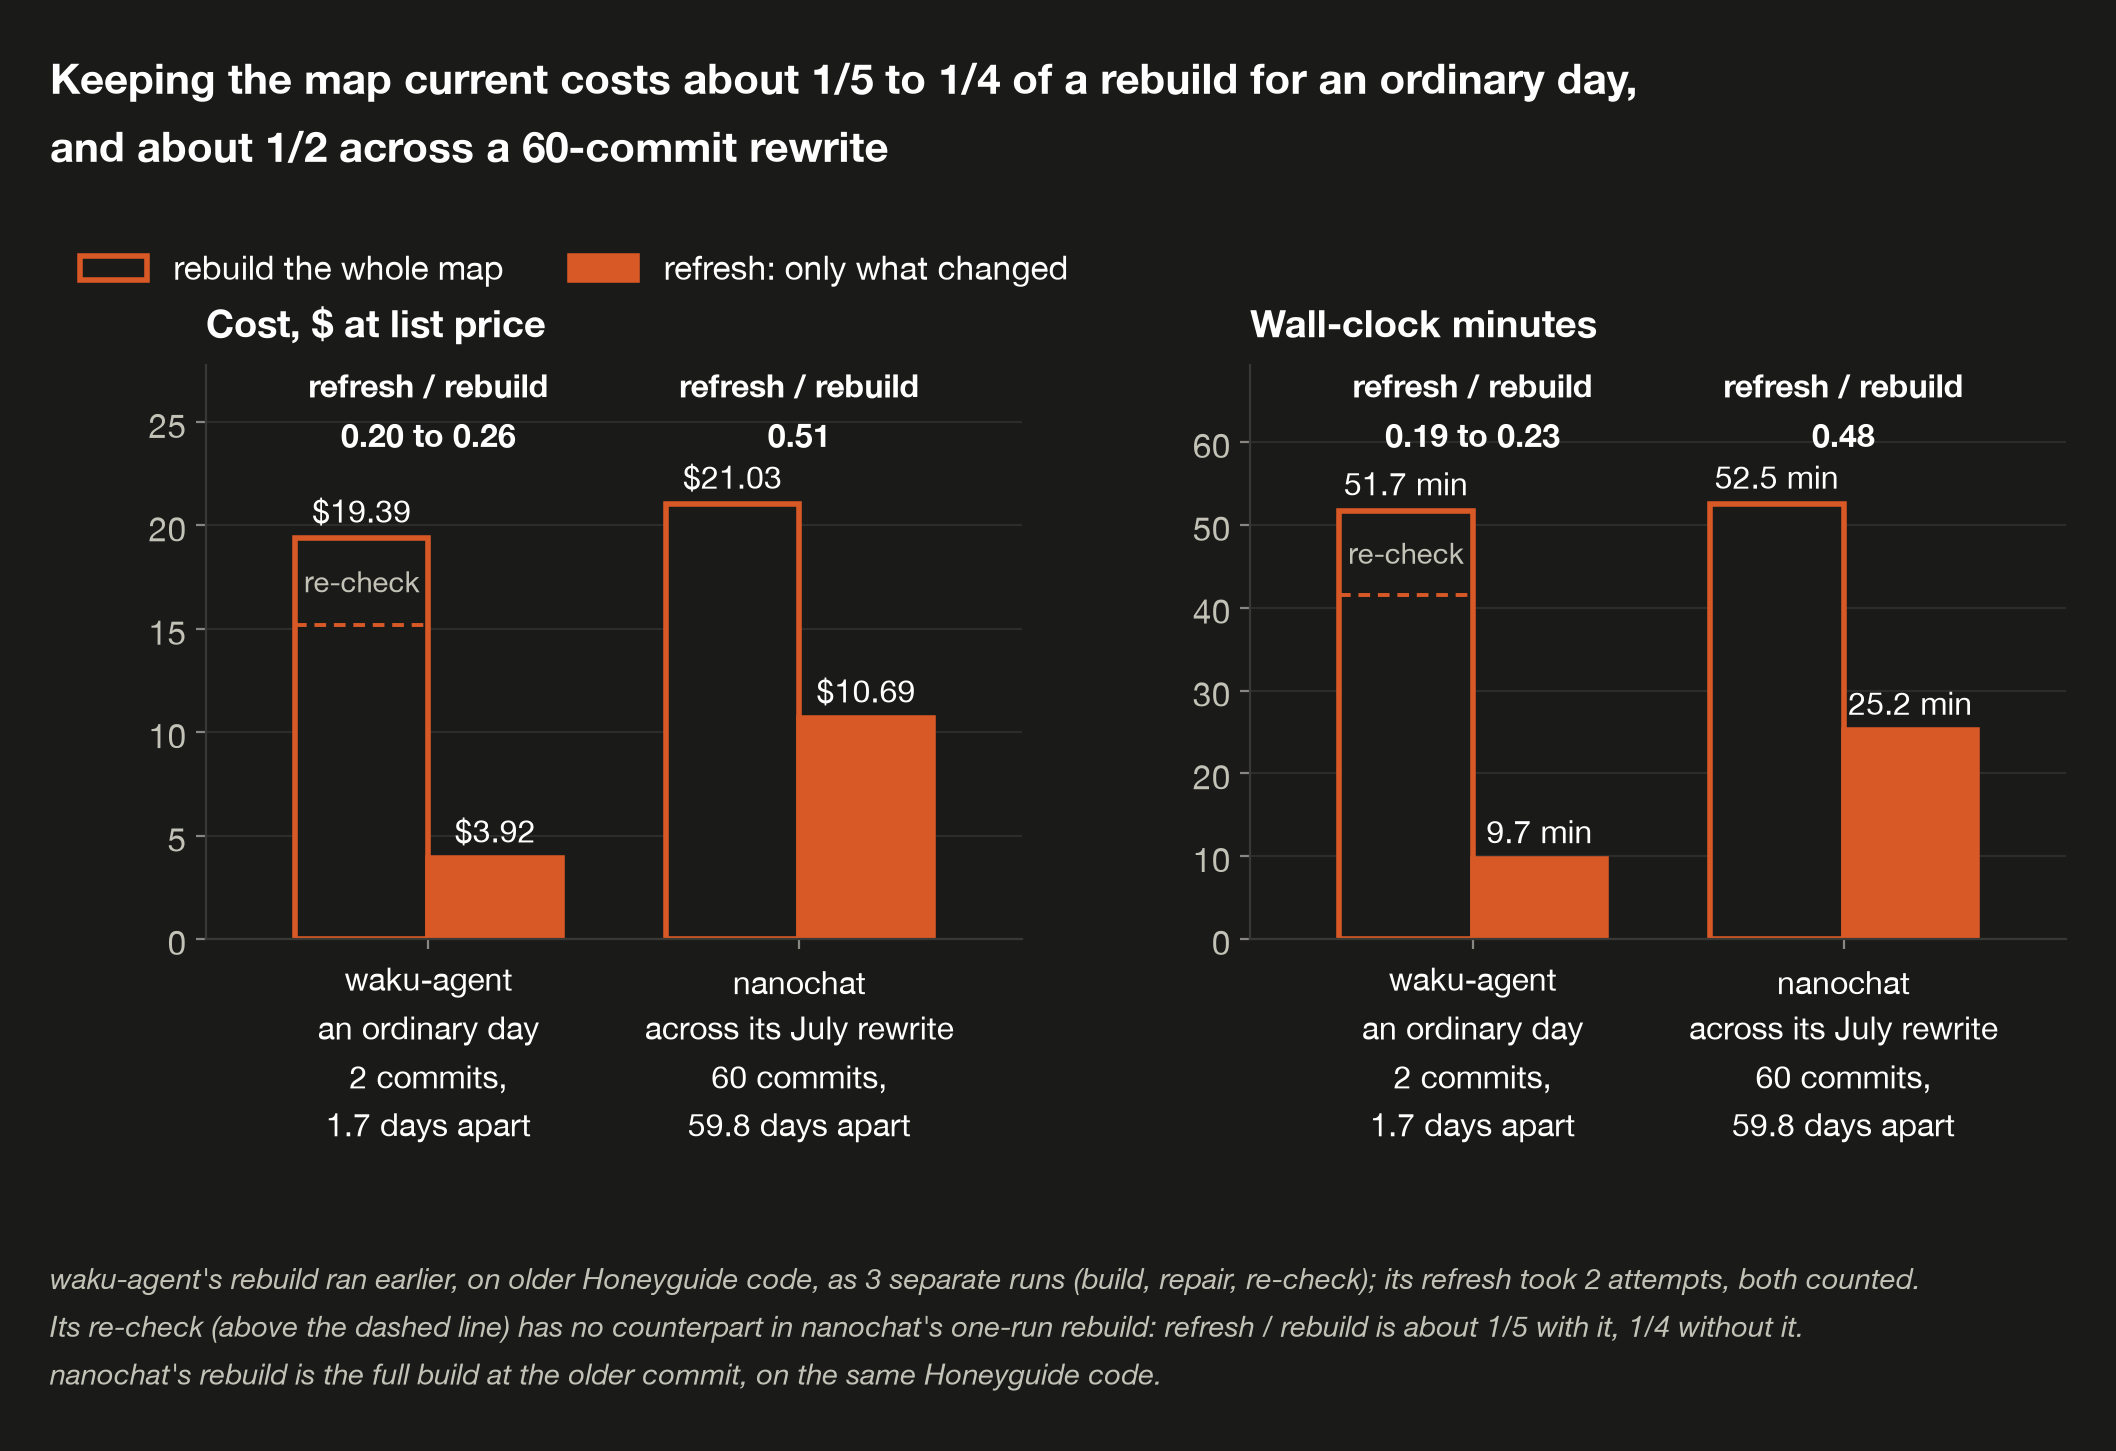 Keeping the map current costs about 1/5 to 1/4 of a rebuild for an ordinary day,
and about 1/2 across a 60-commit rewrite
rebuild the whole map
refresh: only what changed
Cost, $ at list price
refresh / rebuild
0.20 to 0.26
refresh / rebuild
0.51
25
20
15
10
5
0
$19.39
re-check
$3.92
$21.03
$10.69
waku-agent
an ordinary day
2 commits,
1.7 days apart
nanochat
across its July rewrite
60 commits,
59.8 days apart
Wall-clock minutes
refresh / rebuild
0.19 to 0.23
refresh / rebuild
0.48
60
50
40
30
20
10
0
51.7 min
re-check
9.7 min
52.5 min
25.2 min
waku-agent
an ordinary day
2 commits,
1.7 days apart
nanochat
across its July rewrite
60 commits,
59.8 days apart
waku-agent's rebuild ran earlier, on older Honeyguide code, as 3 separate runs (build, repair, re-check); its refresh took 2 attempts, both counted.
Its re-check (above the dashed line) has no counterpart in nanochat's one-run rebuild: refresh / rebuild is about 1/5 with it, 1/4 without it.
nanochat's rebuild is the full build at the older commit, on the same Honeyguide code.